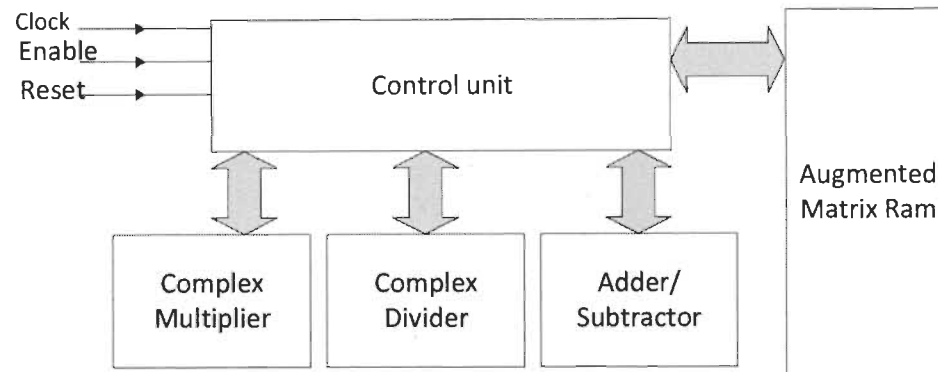 Clock
Enable
Reset
Control unit
Augmented
Matrix Ram
Complex
Multiplier
Complex
Divider
Adder/
Subtractor